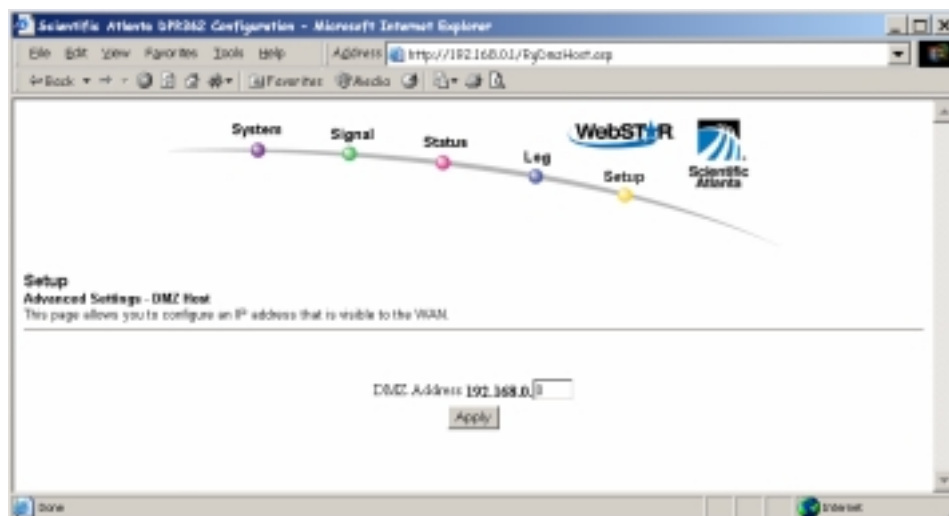 Scientific Atlanta DPR362 Configuration - Microsoft Internet Explorer
File Edit View Favorites Tools Help Address http://192.168.0.1/RgDmzHost.asp
Back Favorites Media
System
Signal
Status
Log
Setup
WebSTAR
Scientific
Atlanta
Setup
Advanced Settings - DMZ Host
This page allows you to configure an IP address that is visible to the WAN.
DMZ Address 192.168.0.0
Apply
Done
Internet